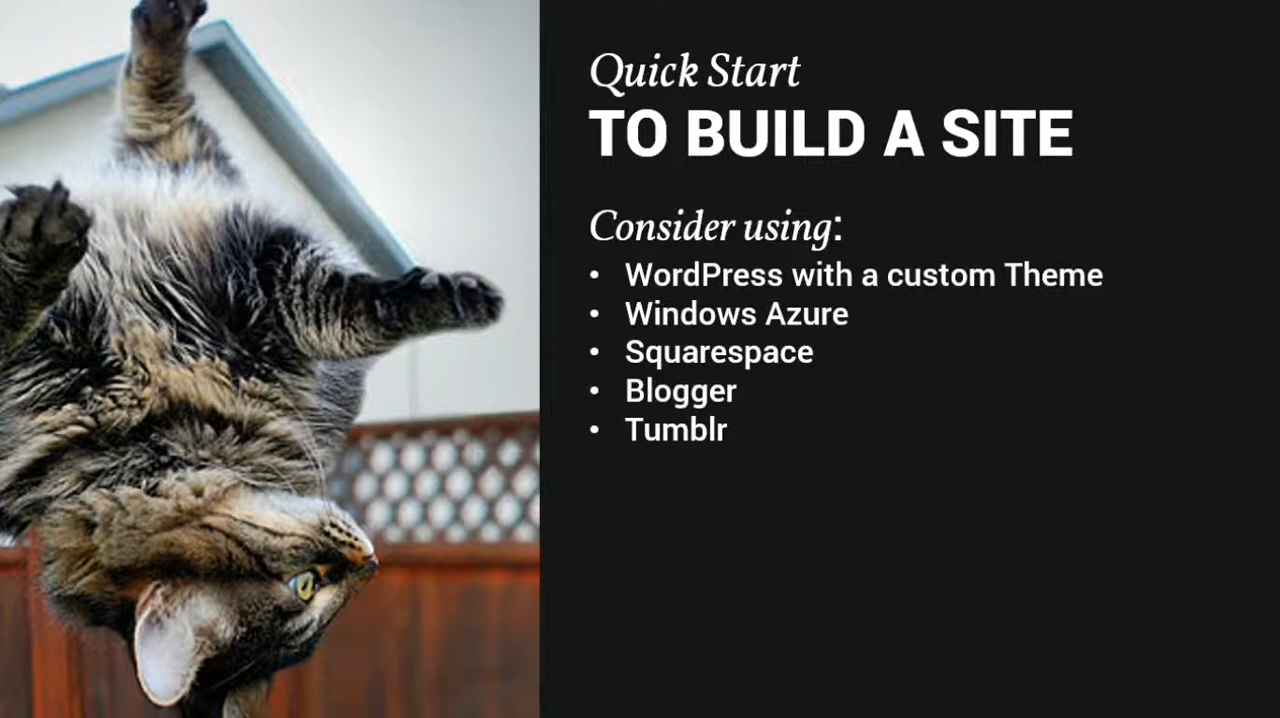 Quick Start
TO BUILD A SITE
Consider using:
• WordPress with a custom Theme
• Windows Azure
• Squarespace
• Blogger
• Tumblr